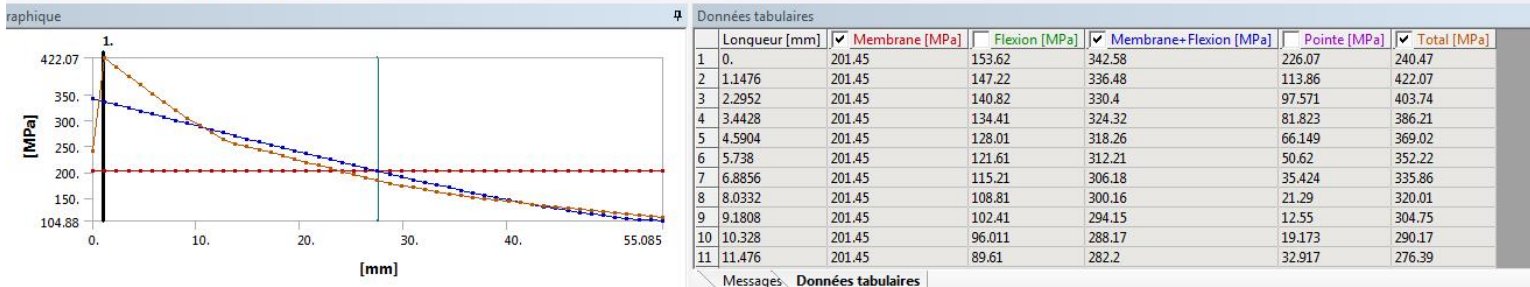 raphique
1.
422.07
350.
300.
250.
200.
150.
104.88
[MPa]
0. 10. 20. 30. 40. 55.085
[mm]
Données tabulaires
Longueur [mm] Membrane [MPa] Flexion [MPa] Membrane+Flexion [MPa] Pointe [MPa] Total [MPa]
1 0. 201.45 153.62 342.58 226.07 240.47
2 1.1476 201.45 147.22 336.48 113.86 422.07
3 2.2952 201.45 140.82 330.4 97.571 403.74
4 3.4428 201.45 134.41 324.32 81.823 386.21
5 4.5904 201.45 128.01 318.26 66.149 369.02
6 5.738 201.45 121.61 312.21 50.62 352.22
7 6.8856 201.45 115.21 306.18 35.424 335.86
8 8.0332 201.45 108.81 300.16 21.29 320.01
9 9.1808 201.45 102.41 294.15 12.55 304.75
10 10.328 201.45 96.011 288.17 19.173 290.17
11 11.476 201.45 89.61 282.2 32.917 276.39
Messages Données tabulaires